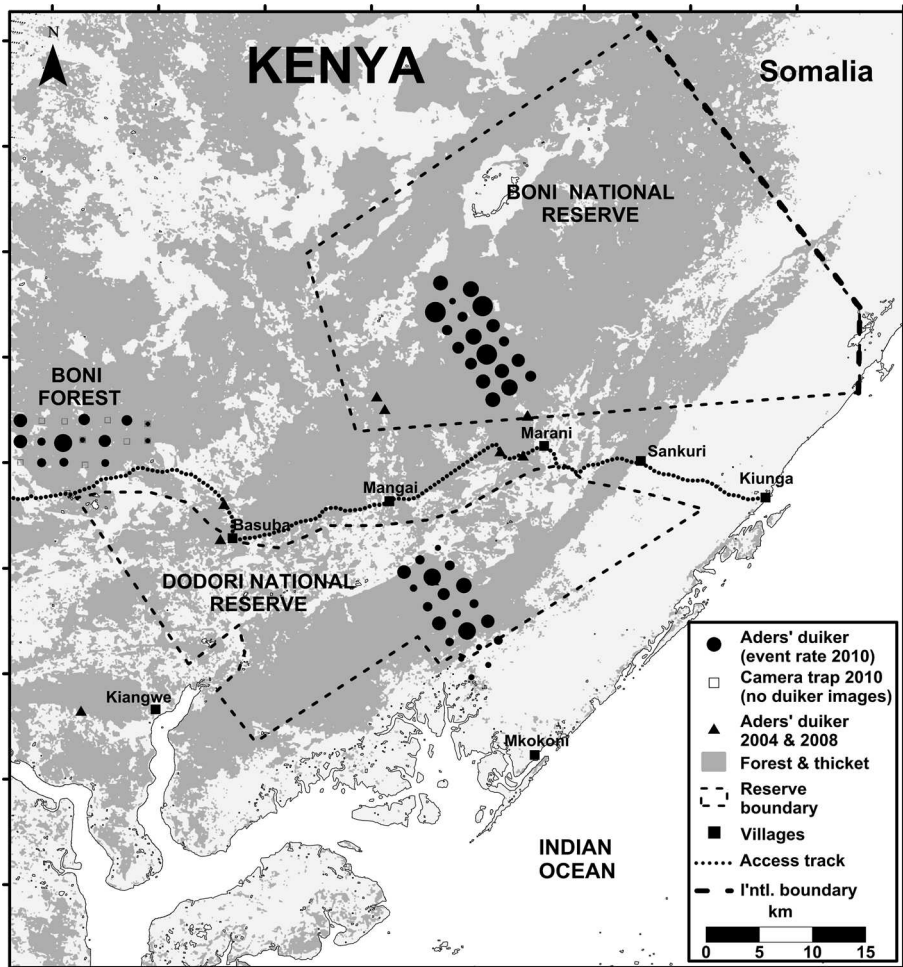 N
KENYA
Somalia
BONI NATIONAL
RESERVE
BONI
FOREST
Marani
Sankuri
Mangai
Kiunga
Basuba
DODORI NATIONAL
RESERVE
Kiangwe
Mkokoni
INDIAN
OCEAN
Aders' duiker
(event rate 2010)
Camera trap 2010
(no duiker images)
Aders' duiker
2004 & 2008
Forest & thicket
Reserve
boundary
Villages
Access track
I'ntl. boundary
km
0 5 10 15